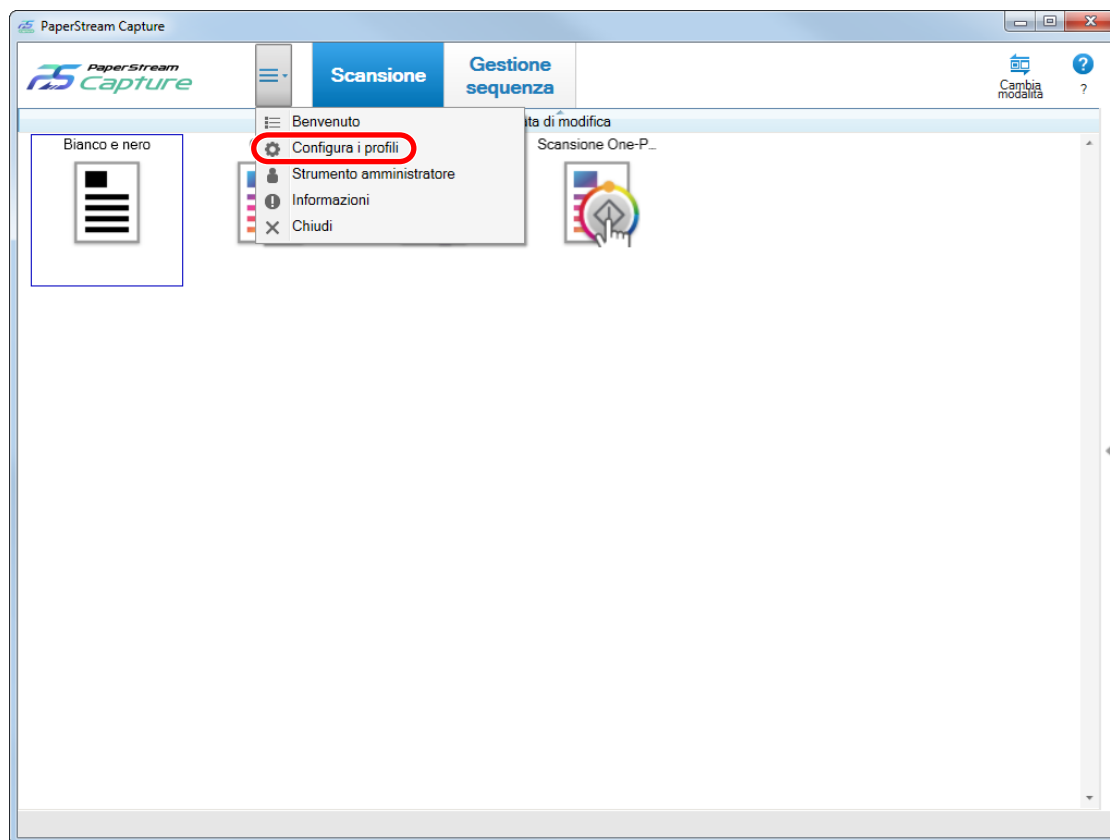 PaperStream Capture
PaperStream
Capture
Scansione
Gestione
sequenza
Cambia
modalità
?
?
Benvenuto
ita di modifica
Configura i profili
Strumento amministratore
Informazioni
Chiudi
Bianco e nero
Scansione One-P...